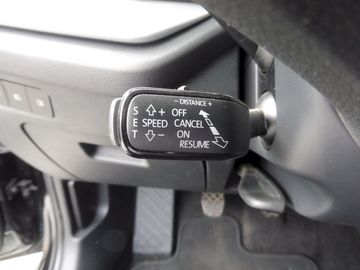 − DISTANCE +
S ⇧+ OFF
E SPEED CANCEL
T ⇩− ON
RESUME